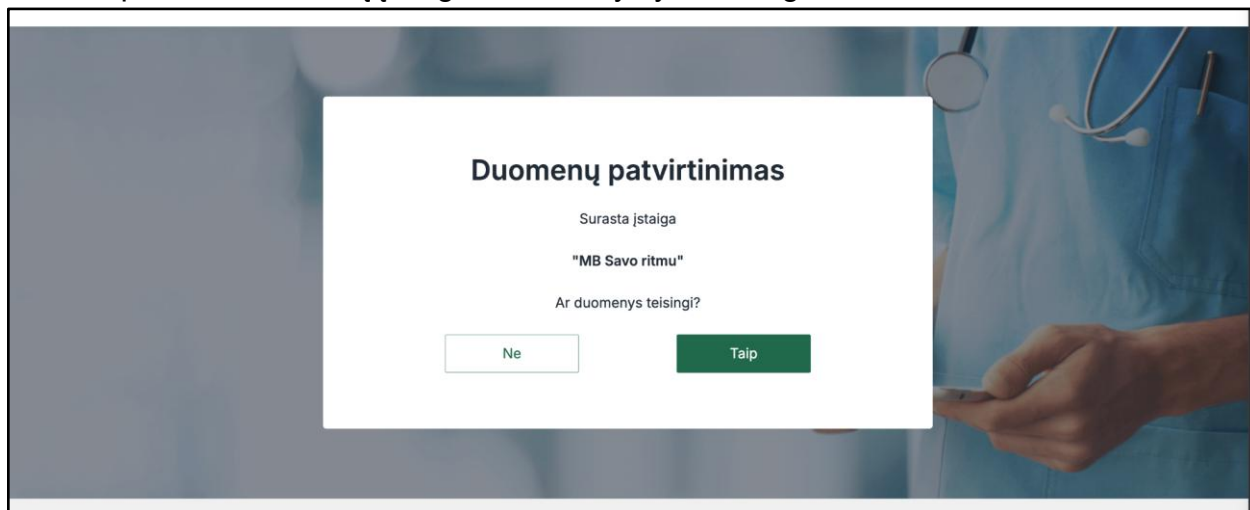 Duomenų patvirtinimas
Surasta įstaiga
"MB Savo ritmu"
Ar duomenys teisingi?
Ne Taip